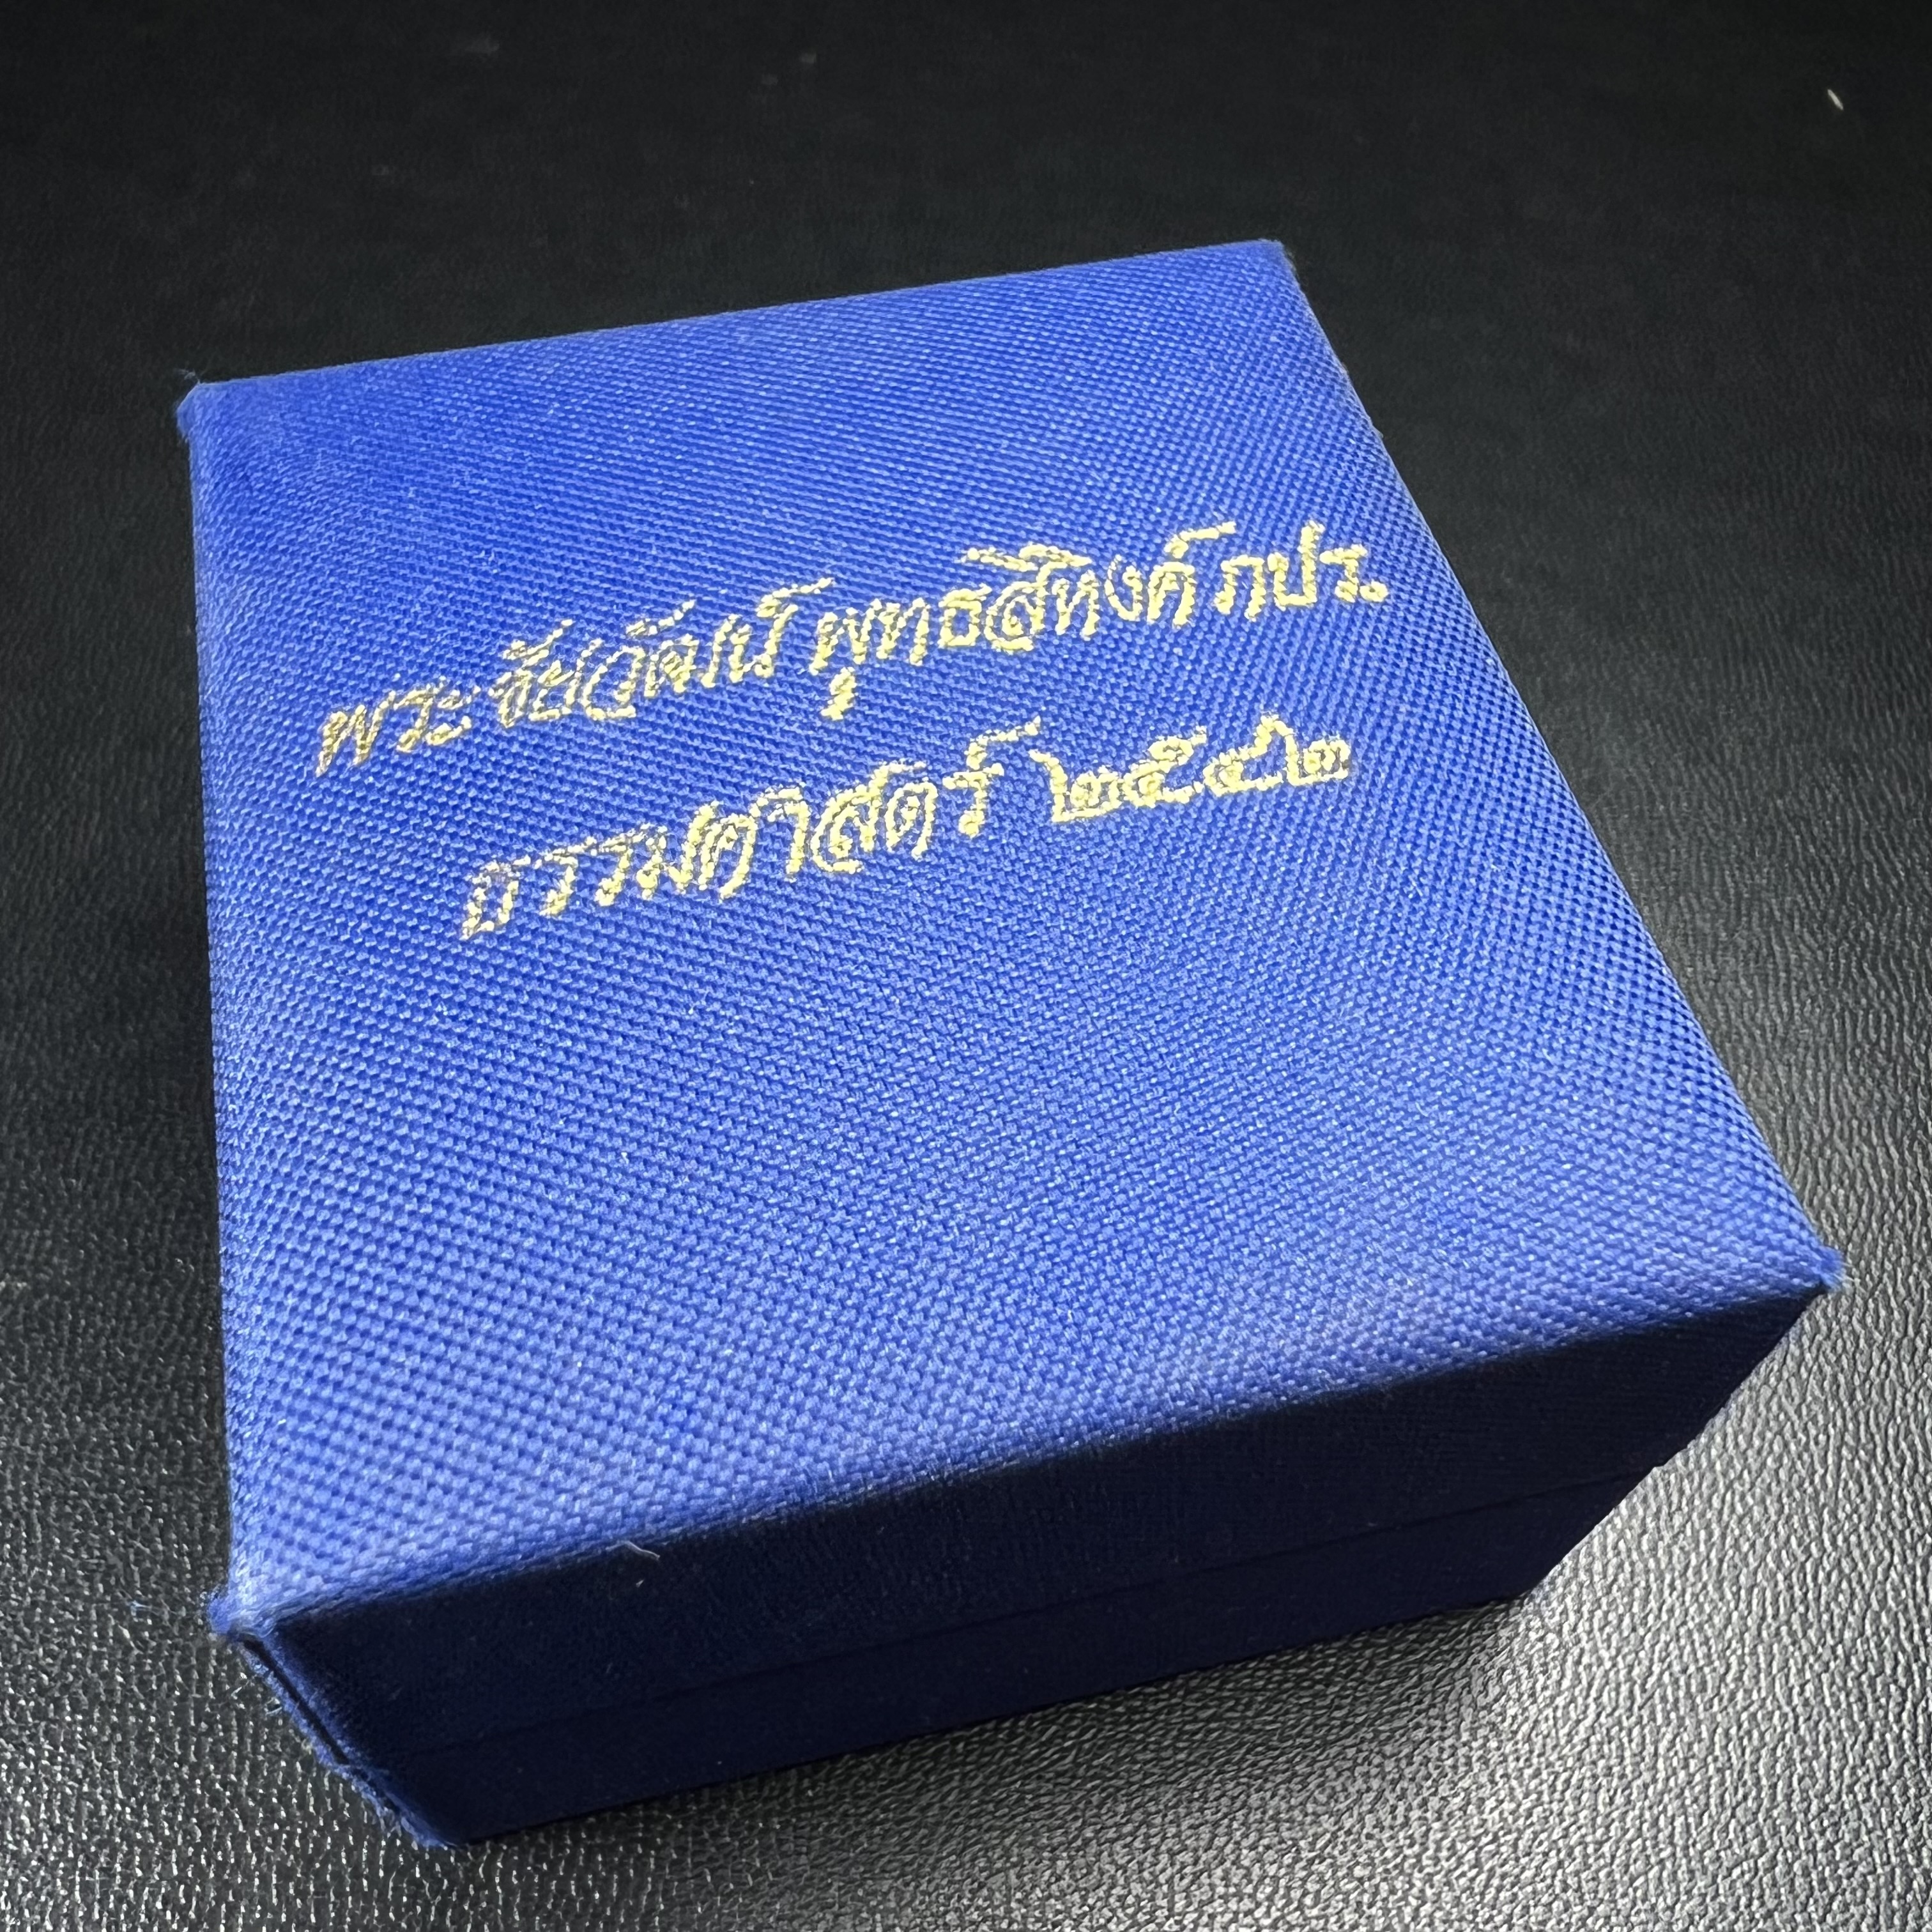 พระชัยวัฒน์ พุทธสิหิงค์ ภปร.
ธรรมศาสตร์ ๒๕๔๒